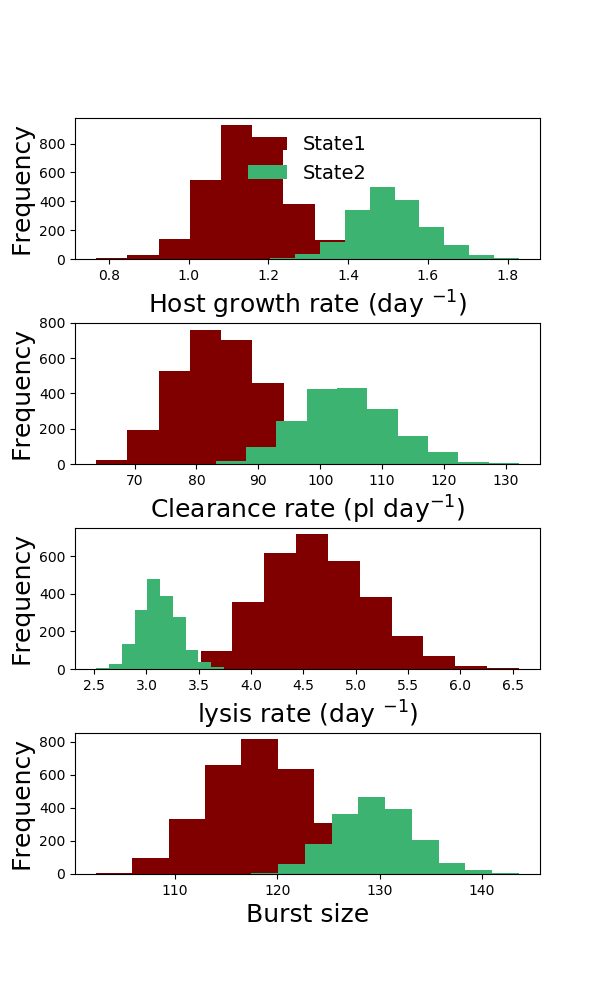 Frequency
800
600
400
200
0
State1
State2
0.8 1.0 1.2 1.4 1.6 1.8
Host growth rate (day ⁻¹)
Frequency
800
600
400
200
0
70 80 90 100 110 120 130
Clearance rate (pl day⁻¹)
Frequency
600
400
200
0
2.5 3.0 3.5 4.0 4.5 5.0 5.5 6.0 6.5
lysis rate (day ⁻¹)
Frequency
800
600
400
200
0
110 120 130 140
Burst size